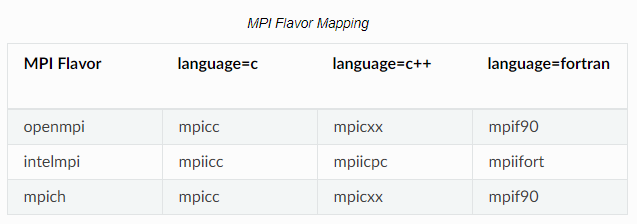 MPI Flavor Mapping
MPI Flavor language=c language=c++ language=fortran
openmpi mpicc mpicxx mpif90
intelmpi mpiicc mpiicpc mpiifort
mpich mpicc mpicxx mpif90